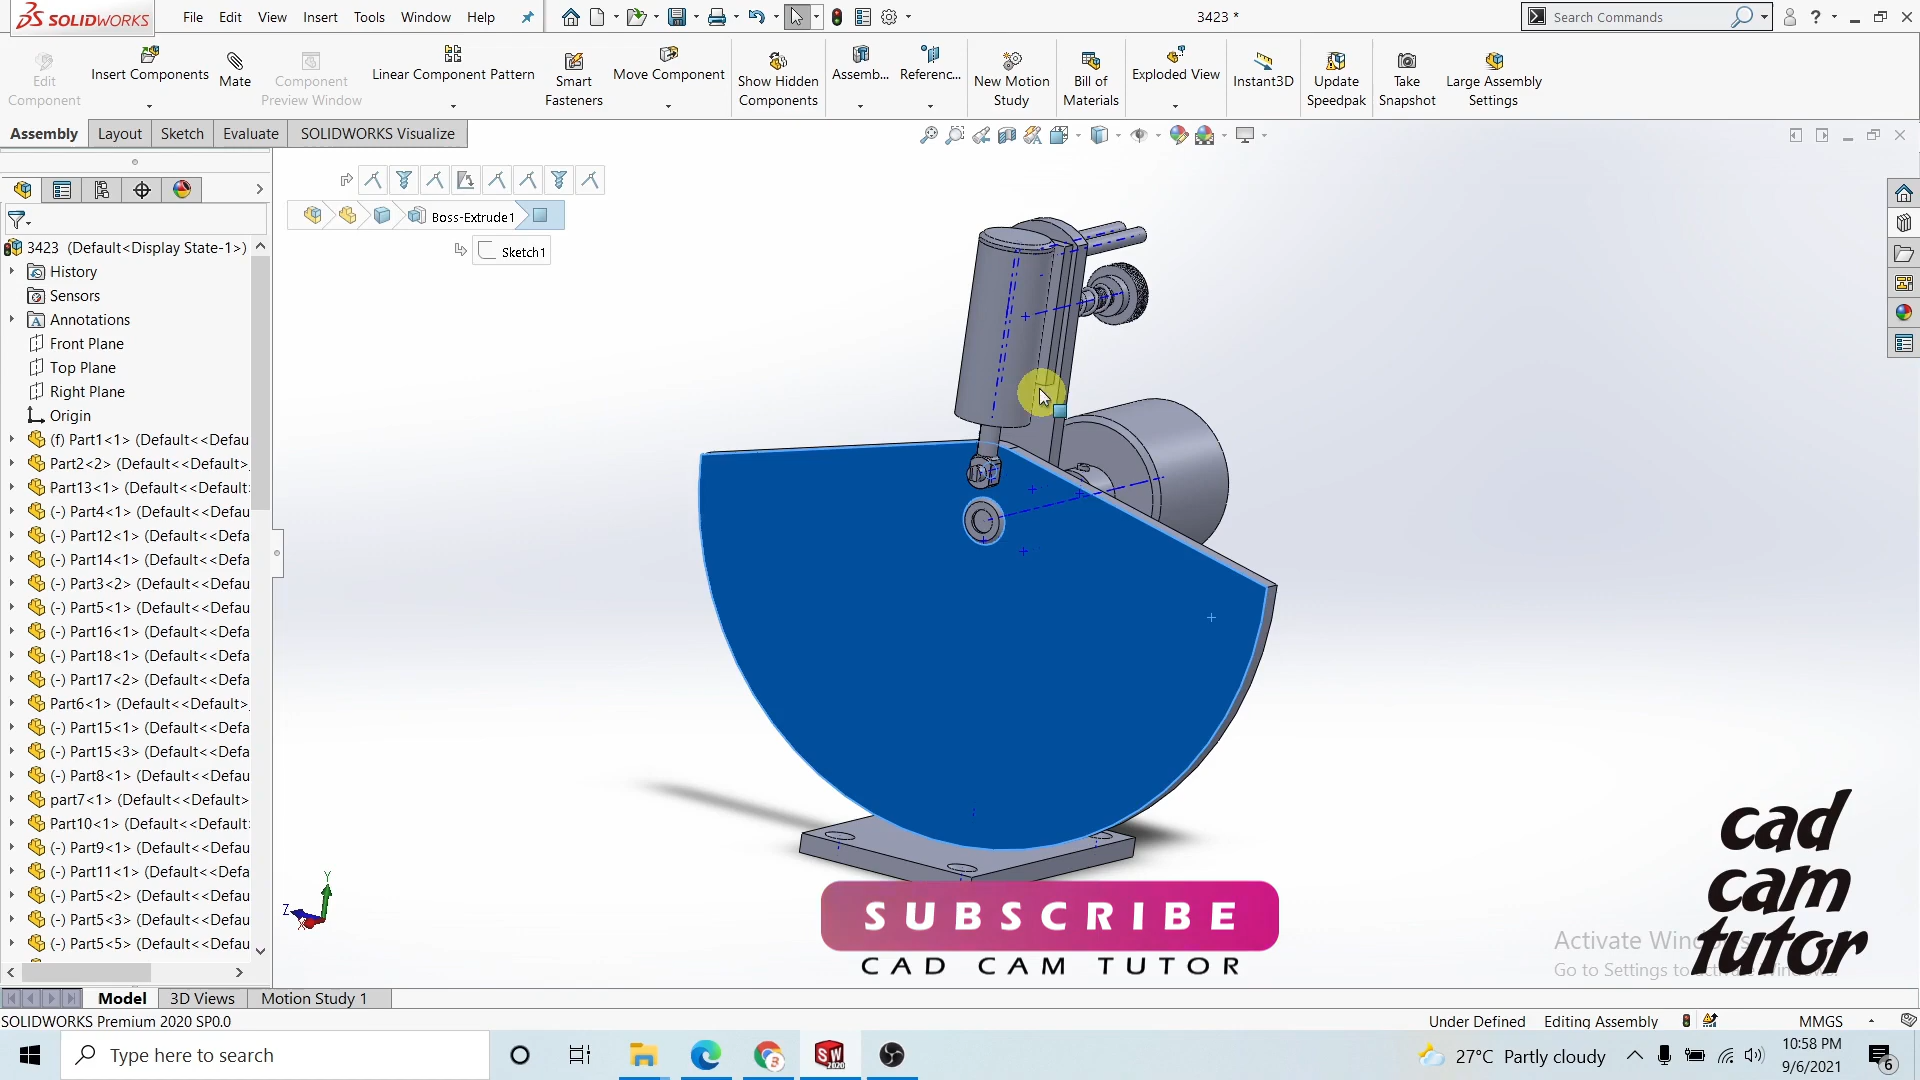 SOLIDWORKS File Edit View Insert Tools Window Help 3423 * Search Commands
Edit Component
Insert Components
Mate
Component Preview Window
Linear Component Pattern
Smart Fasteners
Move Component
Show Hidden Components
Assemb...
Referenc...
New Motion Study
Bill of Materials
Exploded View
Instant3D
Update Speedpak
Take Snapshot
Large Assembly Settings
Assembly Layout Sketch Evaluate SOLIDWORKS Visualize
Boss-Extrude1
Sketch1
3423 (Default<Display State-1>)
History
Sensors
Annotations
Front Plane
Top Plane
Right Plane
Origin
(f) Part1<1> (Default<<Defau
Part2<2> (Default<<Default>
Part13<1> (Default<<Default:
(-) Part4<1> (Default<<Defau
(-) Part12<1> (Default<<Defa
(-) Part14<1> (Default<<Defa
(-) Part3<2> (Default<<Defau
(-) Part5<1> (Default<<Defau
(-) Part16<1> (Default<<Defa
(-) Part18<1> (Default<<Defa
(-) Part17<2> (Default<<Defa
Part6<1> (Default<<Default>
(-) Part15<1> (Default<<Defa
(-) Part15<3> (Default<<Defa
(-) Part8<1> (Default<<Defau
part7<1> (Default<<Default>
Part10<1> (Default<<Default:
(-) Part9<1> (Default<<Defau
(-) Part11<1> (Default<<Defa
(-) Part5<2> (Default<<Defau
(-) Part5<3> (Default<<Defau
(-) Part5<5> (Default<<Defau
Y
Z
X
SUBSCRIBE
CAD CAM TUTOR
cad
cam
tutor
Activate Windows
Go to Settings to activate Windows.
Model 3D Views Motion Study 1
SOLIDWORKS Premium 2020 SP0.0 Under Defined Editing Assembly MMGS
Type here to search 27°C Partly cloudy 10:58 PM
9/6/2021 6